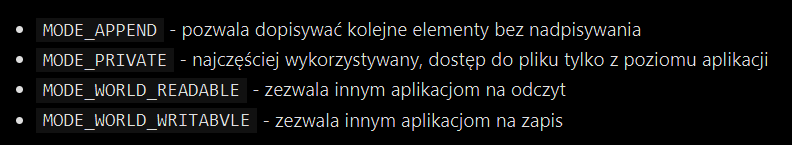 MODE_APPEND - pozwala dopisywać kolejne elementy bez nadpisywania
MODE_PRIVATE - najczęściej wykorzystywany, dostęp do pliku tylko z poziomu aplikacji
MODE_WORLD_READABLE - zezwala innym aplikacjom na odczyt
MODE_WORLD_WRITABVLE - zezwala innym aplikacjom na zapis